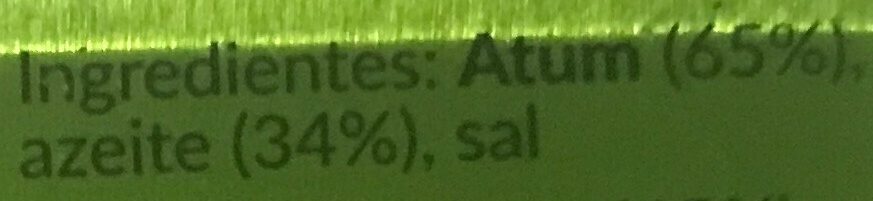 Ingredientes: Atum (65%),
azeite (34%), sal